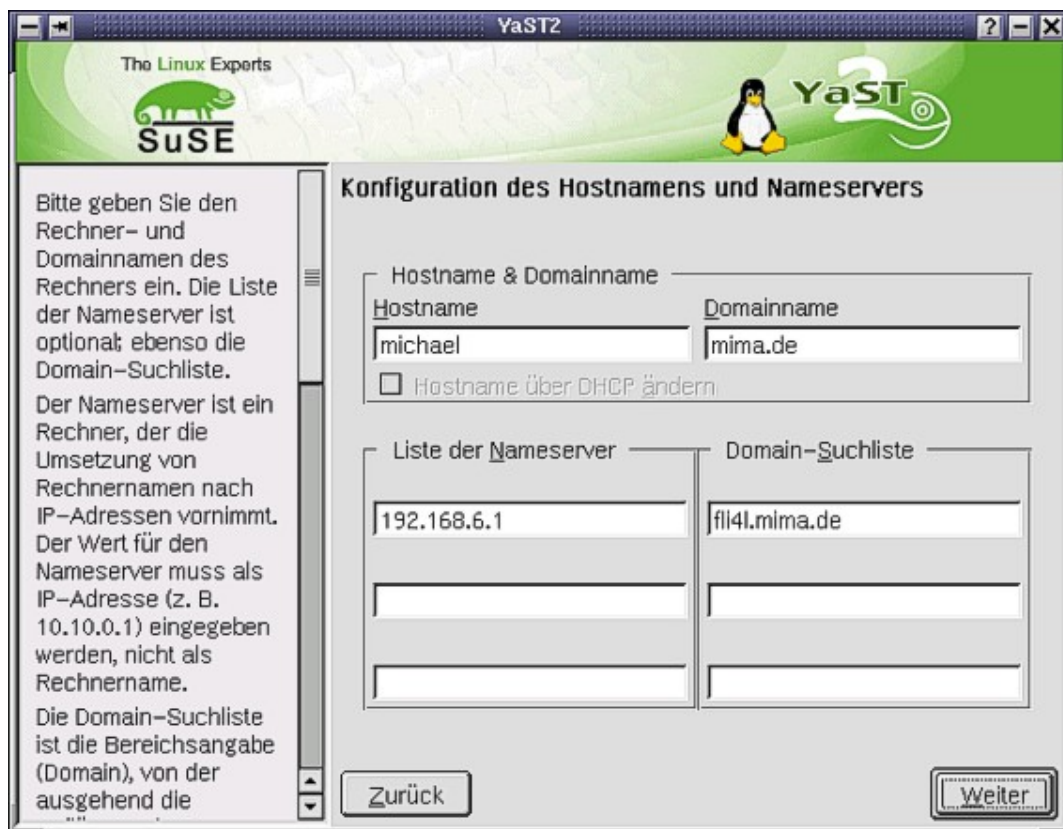 YaST2
The Linux Experts
SuSE
YaST
2
Bitte geben Sie den
Rechner- und
Domainnamen des
Rechners ein. Die Liste
der Nameserver ist
optional; ebenso die
Domain-Suchliste.
Der Nameserver ist ein
Rechner, der die
Umsetzung von
Rechnernamen nach
IP-Adressen vornimmt.
Der Wert für den
Nameserver muss als
IP-Adresse (z. B.
10.10.0.1) eingegeben
werden, nicht als
Rechnername.
Die Domain-Suchliste
ist die Bereichsangabe
(Domain), von der
ausgehend die
Konfiguration des Hostnamens und Nameservers
Hostname & Domainname
Hostname Domainname
michael mima.de
Hostname über DHCP ändern
Liste der Nameserver Domain-Suchliste
192.168.6.1 fli4l.mima.de
Zurück Weiter